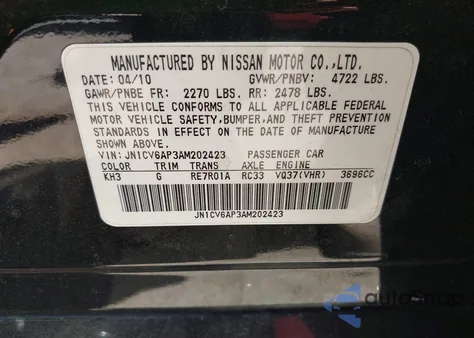 MANUFACTURED BY NISSAN MOTOR CO.,LTD.
DATE: 04/10 GVWR/PNBV: 4722 LBS.
GAWR/PNBE FR: 2270 LBS. RR: 2478 LBS.
THIS VEHICLE CONFORMS TO ALL APPLICABLE FEDERAL
MOTOR VEHICLE SAFETY, BUMPER, AND THEFT PREVENTION
STANDARDS IN EFFECT ON THE DATE OF MANUFACTURE
SHOWN ABOVE.
VIN: JN1CV6AP3AM202423 PASSENGER CAR
COLOR TRIM TRANS AXLE ENGINE
KH3 G RE7R01A RC33 VQ37(VHR) 3696CC
JN1CV6AP3AM202423
autoSnap